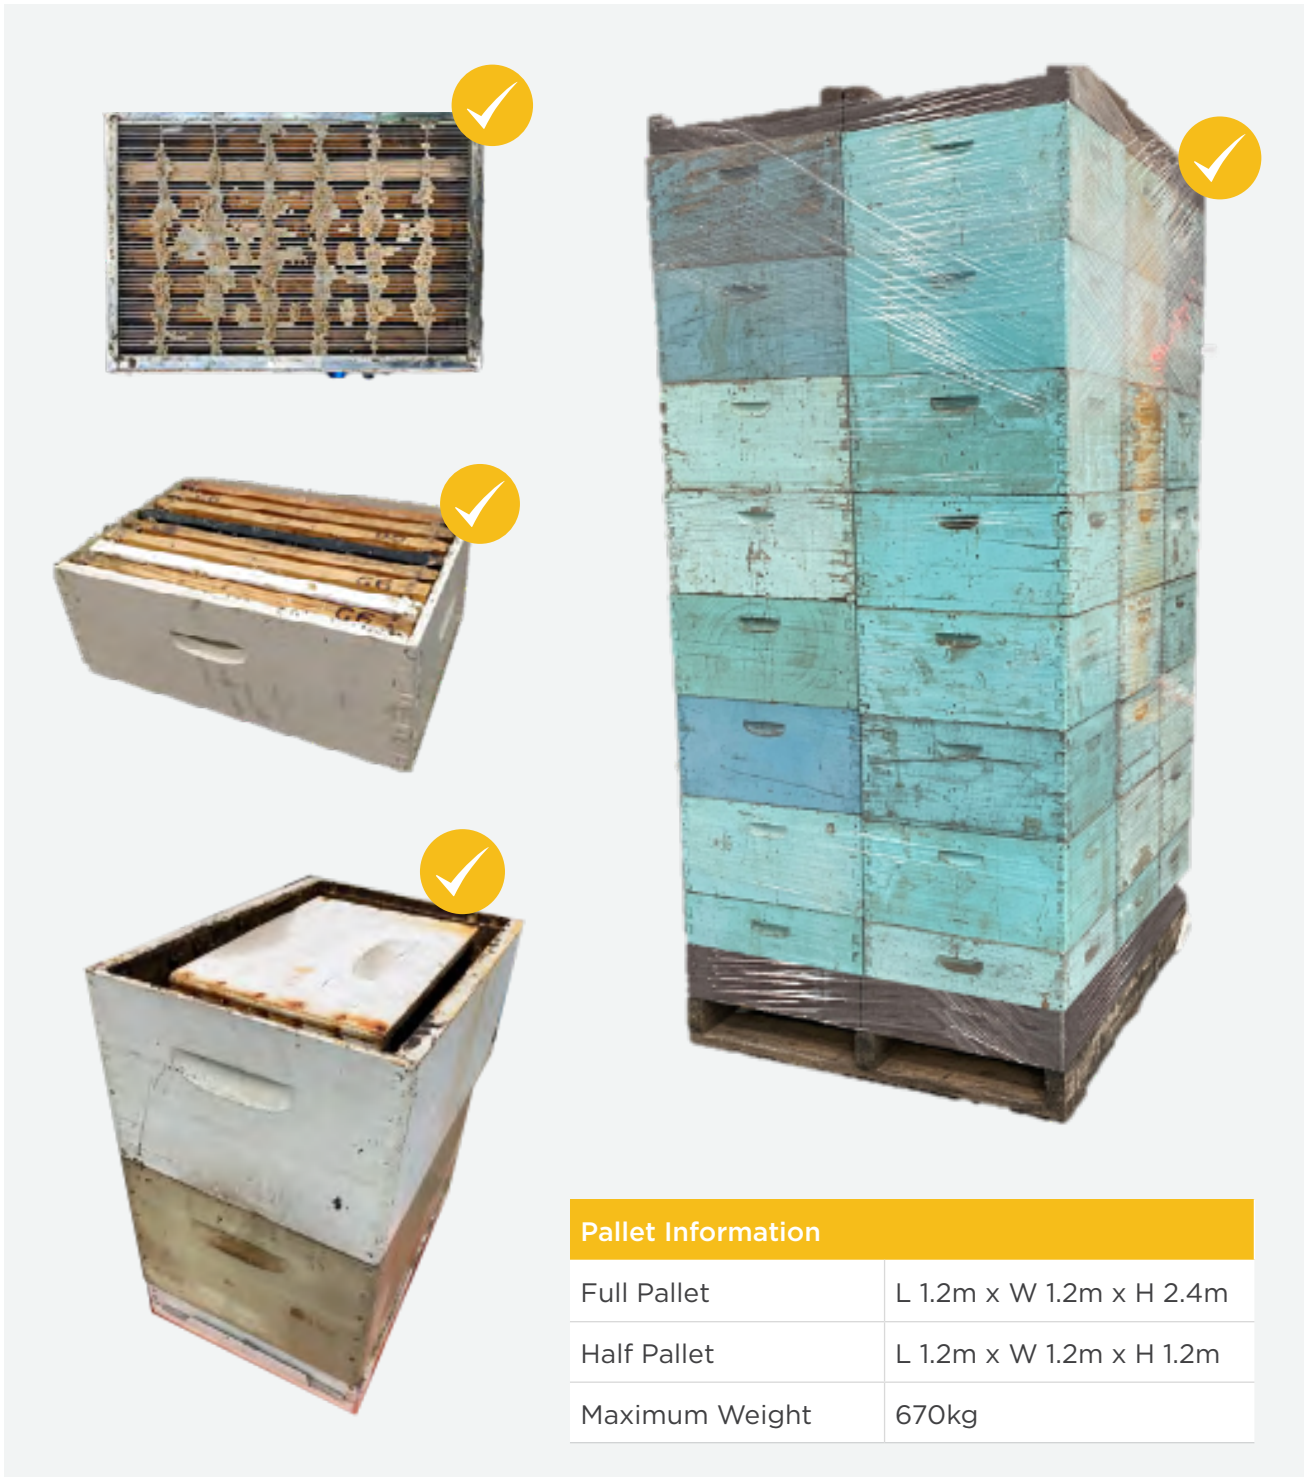 Pallet Information
Full Pallet L 1.2m x W 1.2m x H 2.4m
Half Pallet L 1.2m x W 1.2m x H 1.2m
Maximum Weight 670kg